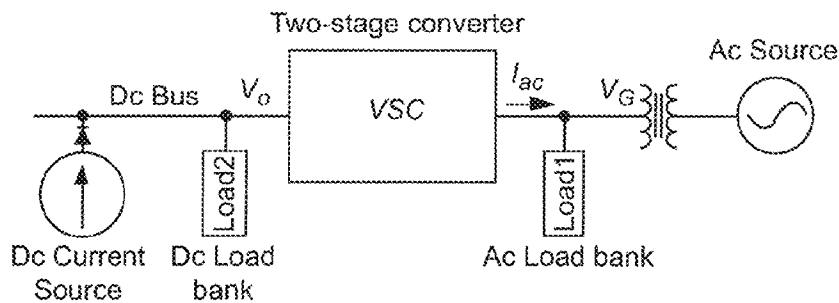 Two-stage converter
Ac Source
Dc Bus
Vo
VSC
Iac
VG
Load2
Load1
Dc Current
Source
Dc Load
bank
Ac Load bank